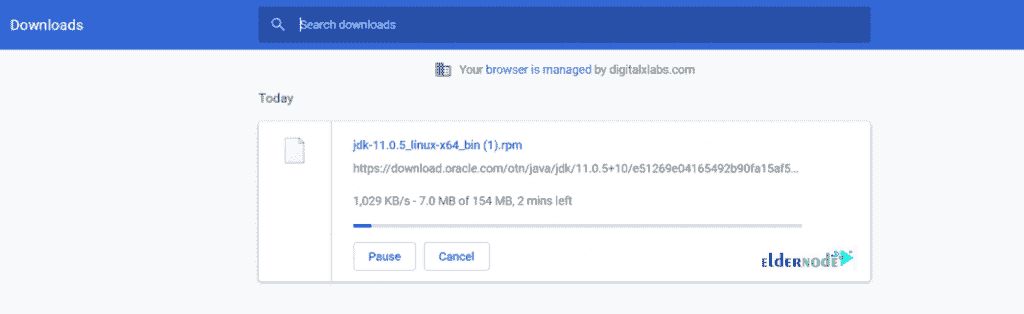 Downloads
Search downloads
Your browser is managed by digitalxlabs.com
Today
jdk-11.0.5_linux-x64_bin (1).rpm
https://download.oracle.com/otn/java/jdk/11.0.5+10/e51269e04165492b90fa15af5...
1,029 KB/s - 7.0 MB of 154 MB, 2 mins left
Pause
Cancel
ELDERNODE